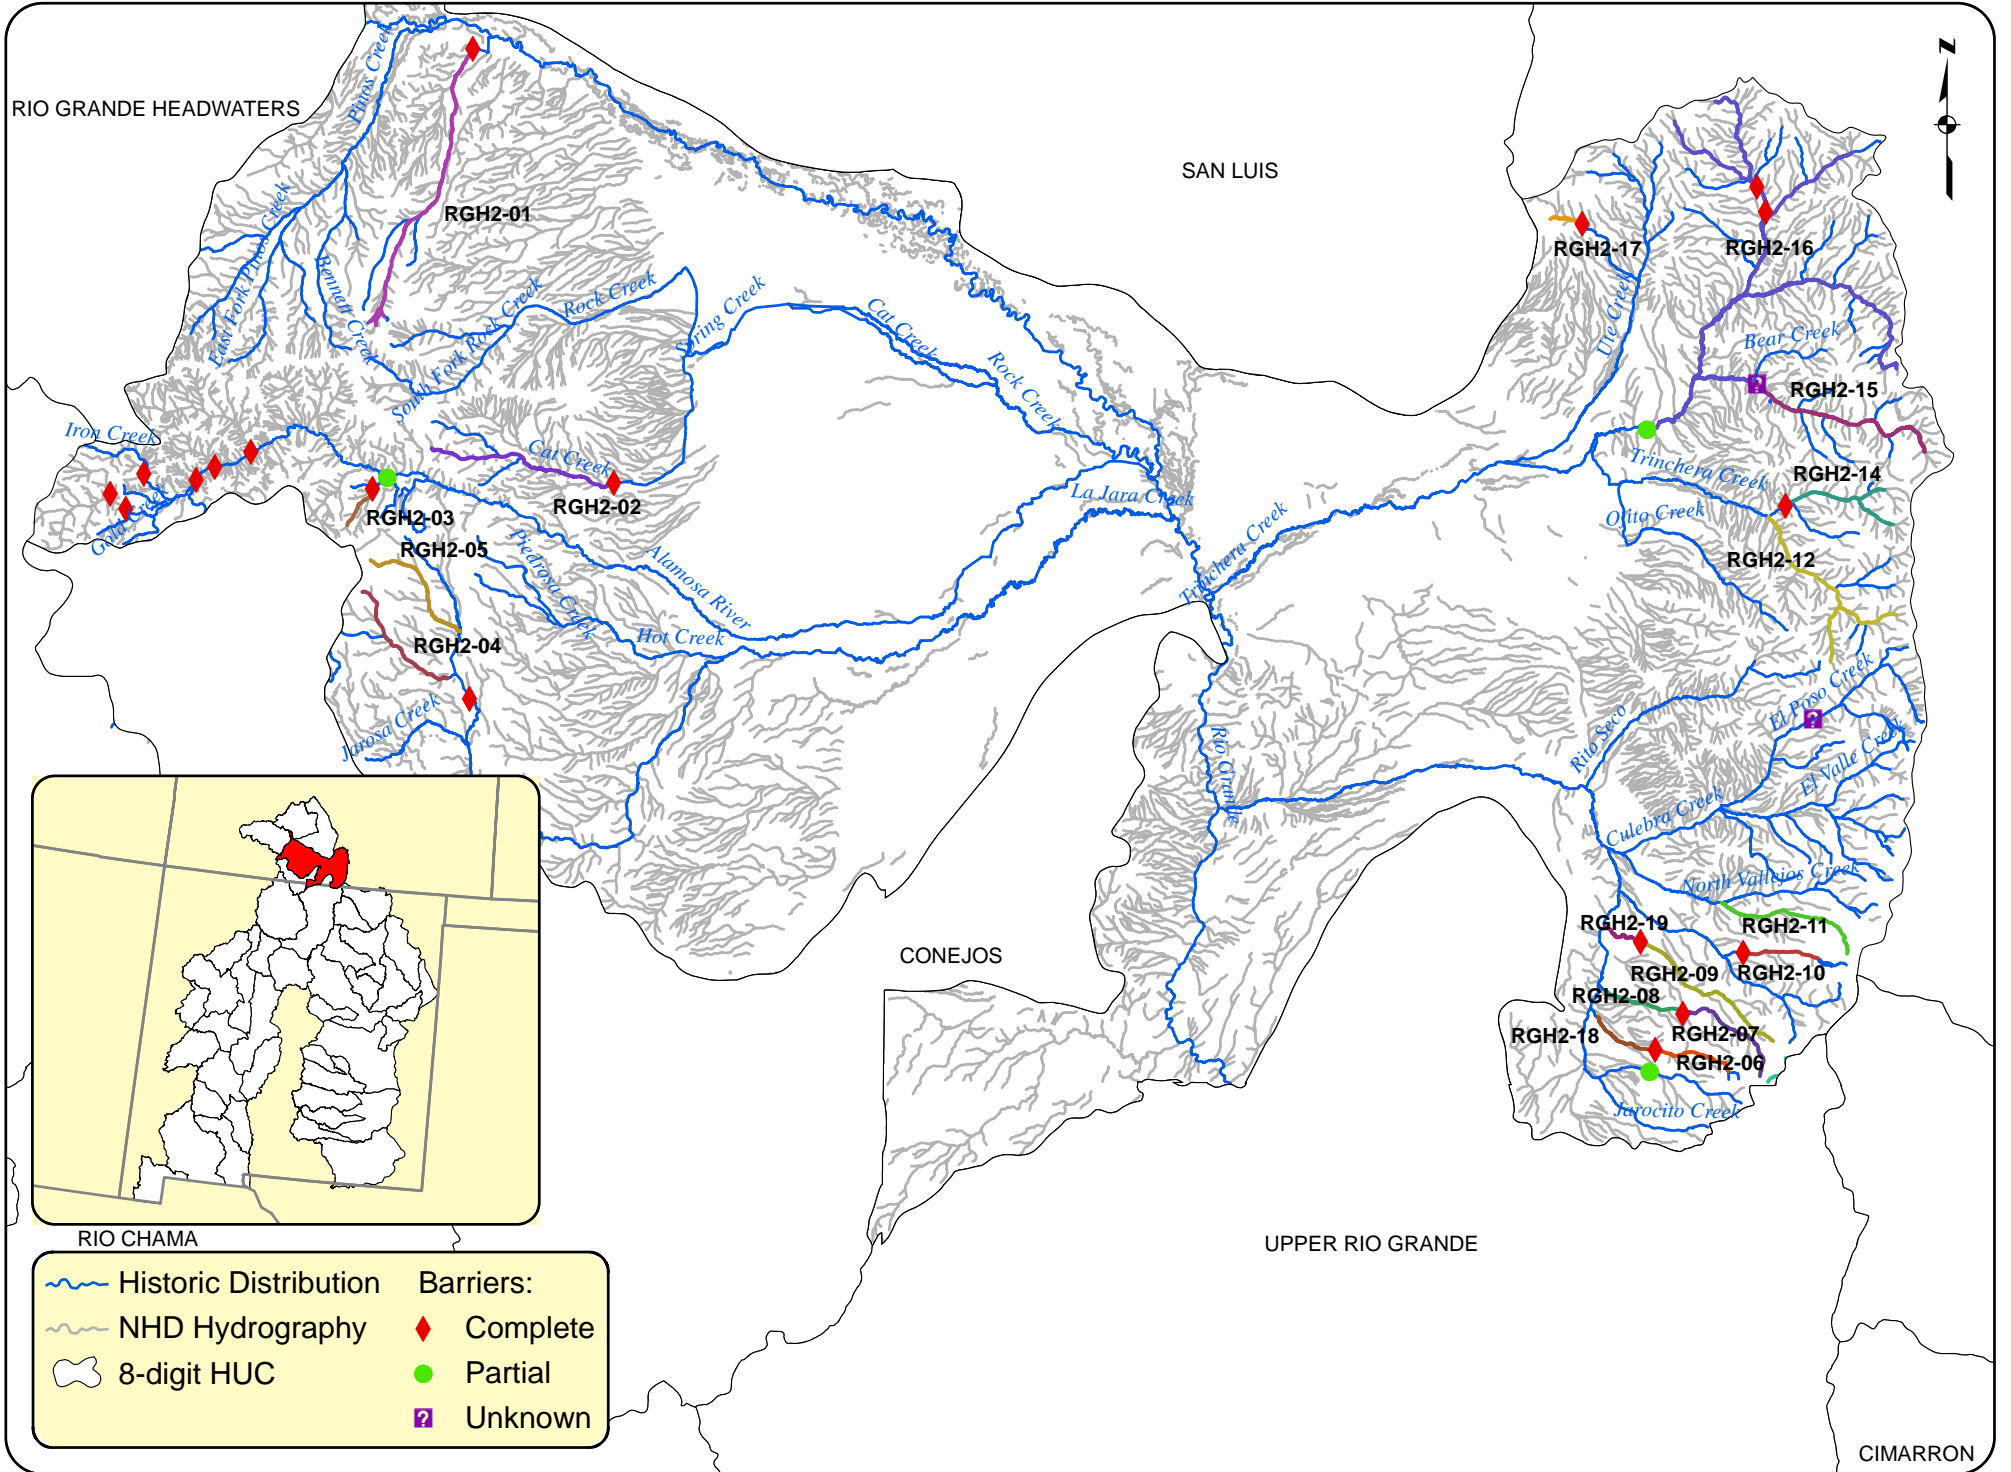 RIO GRANDE HEADWATERS
SAN LUIS
CONEJOS
UPPER RIO GRANDE
RIO CHAMA
CIMARRON
N
Pinos Creek
East Fork Pinos Creek
Bennett Creek
South Fork Rock Creek
Rock Creek
Spring Creek
Cat Creek
Rock Creek
Iron Creek
Gold Creek
Cat Creek
La Jara Creek
Piedrosa Creek
Alamosa River
Hot Creek
Jarosa Creek
Trinchera Creek
Rio Grande
Ute Creek
Bear Creek
Trinchera Creek
Ojito Creek
Rito Seco
El Poso Creek
El Valle Creek
Culebra Creek
North Vallejos Creek
Jarocito Creek
RGH2-01
RGH2-02
RGH2-03
RGH2-05
RGH2-04
RGH2-17
RGH2-16
RGH2-15
RGH2-14
RGH2-12
RGH2-19
RGH2-11
RGH2-09
RGH2-10
RGH2-08
RGH2-18
RGH2-07
RGH2-06
Historic Distribution
NHD Hydrography
8-digit HUC
Barriers:
Complete
Partial
? Unknown
?
?